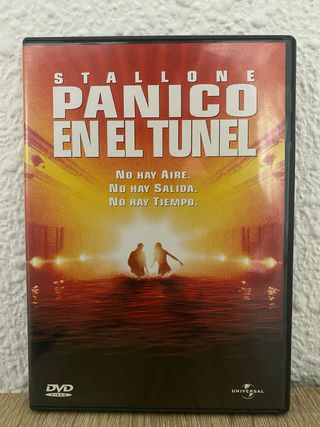 STALLONE
PANICO
EN EL TUNEL
NO HAY AIRE.
NO HAY SALIDA.
NO HAY TIEMPO.
DVD
VIDEO
UNIVERSAL